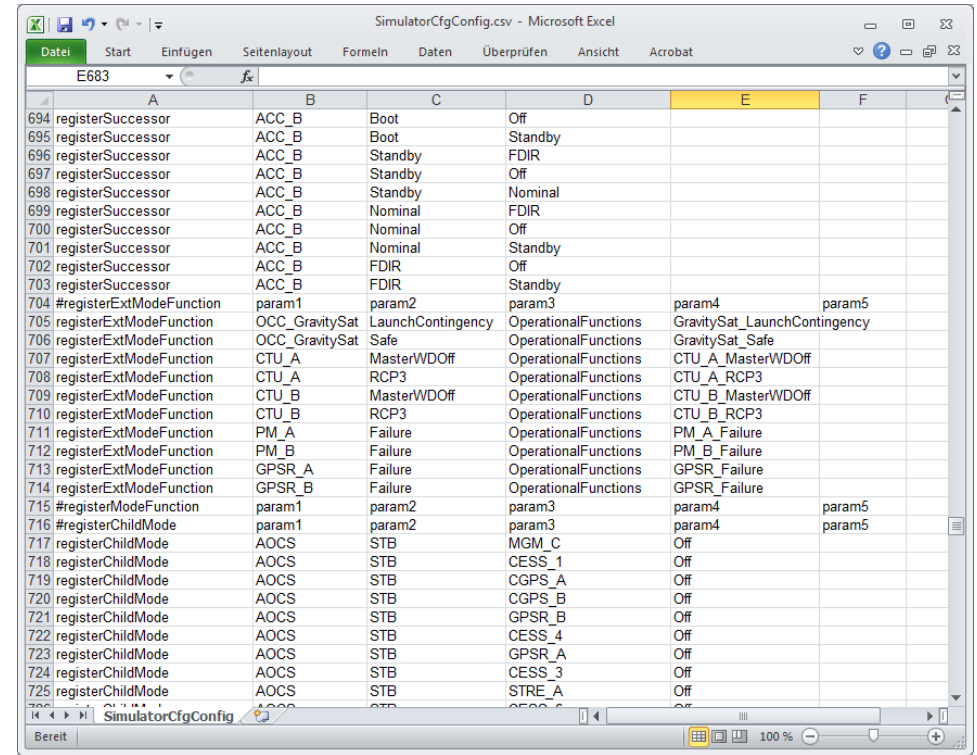 SimulatorCfgConfig.csv - Microsoft Excel
Datei Start Einfügen Seitenlayout Formeln Daten Überprüfen Ansicht Acrobat
E683 fx
A B C D E F
694 registerSuccessor ACC_B Boot Off
695 registerSuccessor ACC_B Boot Standby
696 registerSuccessor ACC_B Standby FDIR
697 registerSuccessor ACC_B Standby Off
698 registerSuccessor ACC_B Standby Nominal
699 registerSuccessor ACC_B Nominal FDIR
700 registerSuccessor ACC_B Nominal Off
701 registerSuccessor ACC_B Nominal Standby
702 registerSuccessor ACC_B FDIR Off
703 registerSuccessor ACC_B FDIR Standby
704 #registerExtModeFunction param1 param2 param3 param4 param5
705 registerExtModeFunction OCC_GravitySat LaunchContingency OperationalFunctions GravitySat_LaunchContingency
706 registerExtModeFunction OCC_GravitySat Safe OperationalFunctions GravitySat_Safe
707 registerExtModeFunction CTU_A MasterWDOff OperationalFunctions CTU_A_MasterWDOff
708 registerExtModeFunction CTU_A RCP3 OperationalFunctions CTU_A_RCP3
709 registerExtModeFunction CTU_B MasterWDOff OperationalFunctions CTU_B_MasterWDOff
710 registerExtModeFunction CTU_B RCP3 OperationalFunctions CTU_B_RCP3
711 registerExtModeFunction PM_A Failure OperationalFunctions PM_A_Failure
712 registerExtModeFunction PM_B Failure OperationalFunctions PM_B_Failure
713 registerExtModeFunction GPSR_A Failure OperationalFunctions GPSR_Failure
714 registerExtModeFunction GPSR_B Failure OperationalFunctions GPSR_Failure
715 #registerModeFunction param1 param2 param3 param4 param5
716 #registerChildMode param1 param2 param3 param4 param5
717 registerChildMode AOCS STB MGM_C Off
718 registerChildMode AOCS STB CESS_1 Off
719 registerChildMode AOCS STB CGPS_A Off
720 registerChildMode AOCS STB CGPS_B Off
721 registerChildMode AOCS STB GPSR_B Off
722 registerChildMode AOCS STB CESS_4 Off
723 registerChildMode AOCS STB GPSR_A Off
724 registerChildMode AOCS STB CESS_3 Off
725 registerChildMode AOCS STB STRE_A Off
SimulatorCfgConfig
Bereit 100 %